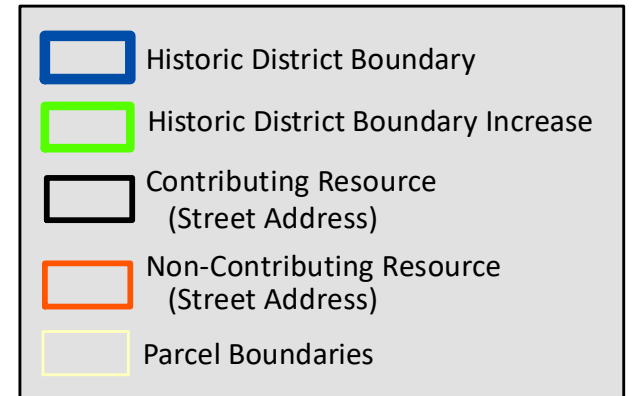 Historic District Boundary
Historic District Boundary Increase
Contributing Resource
(Street Address)
Non-Contributing Resource
(Street Address)
Parcel Boundaries